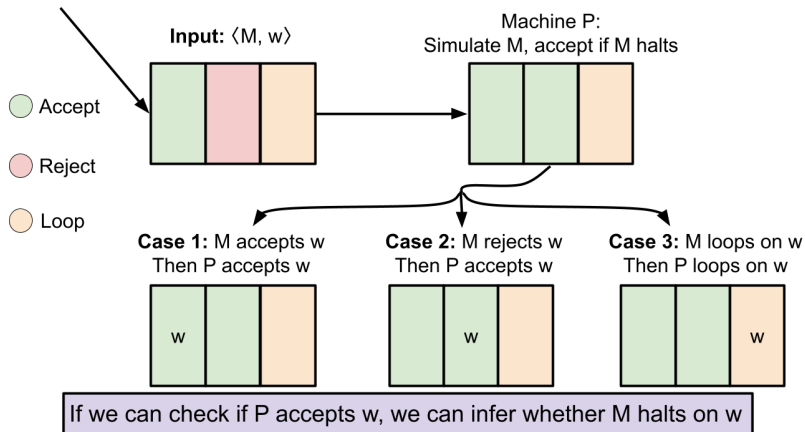 Input: ⟨M, w⟩
Machine P:
Simulate M, accept if M halts
Accept
Reject
Loop
Case 1: M accepts w
Then P accepts w
Case 2: M rejects w
Then P accepts w
Case 3: M loops on w
Then P loops on w
w
w
w
If we can check if P accepts w, we can infer whether M halts on w